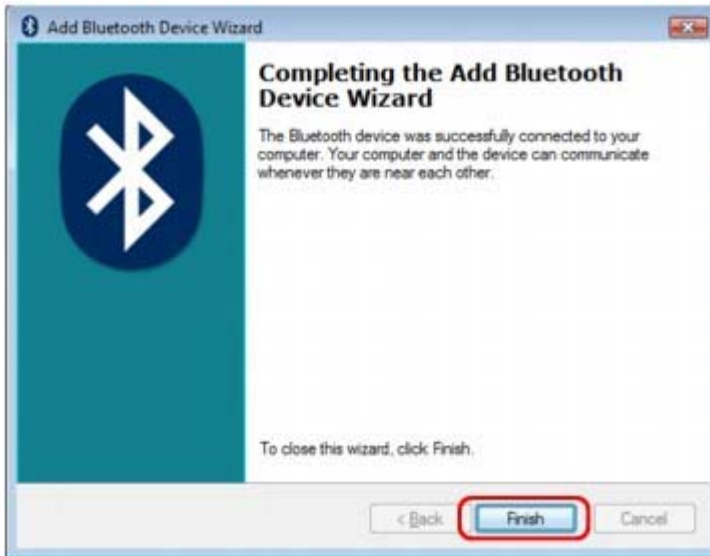 Add Bluetooth Device Wizard
Completing the Add Bluetooth
Device Wizard
The Bluetooth device was successfully connected to your
computer. Your computer and the device can communicate
whenever they are near each other.
To close this wizard, click Finish.
< Back Finish Cancel